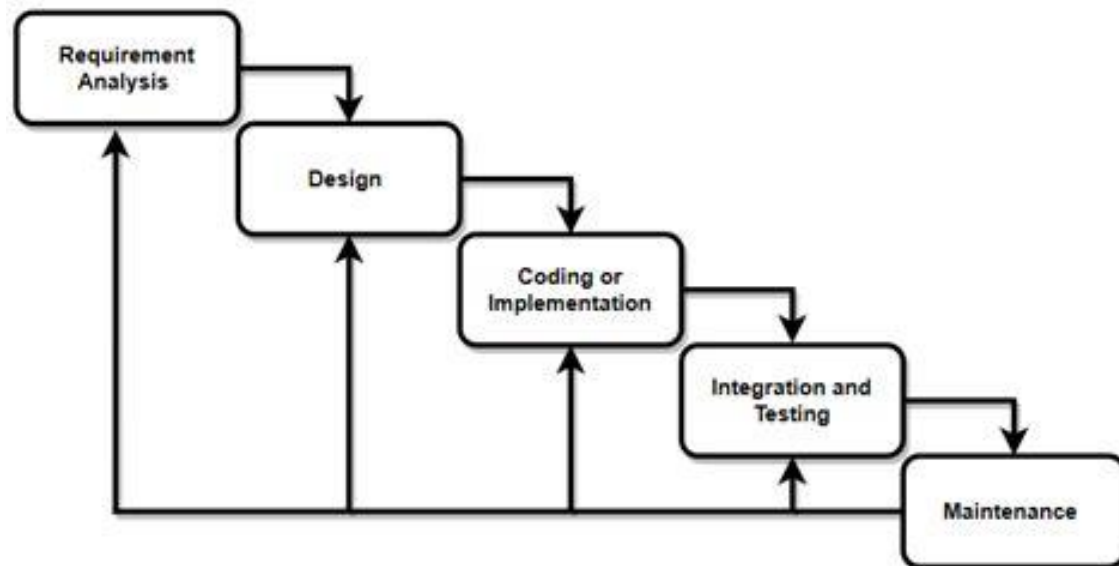 Requirement
Analysis
Design
Coding or
Implementation
Integration and
Testing
Maintenance